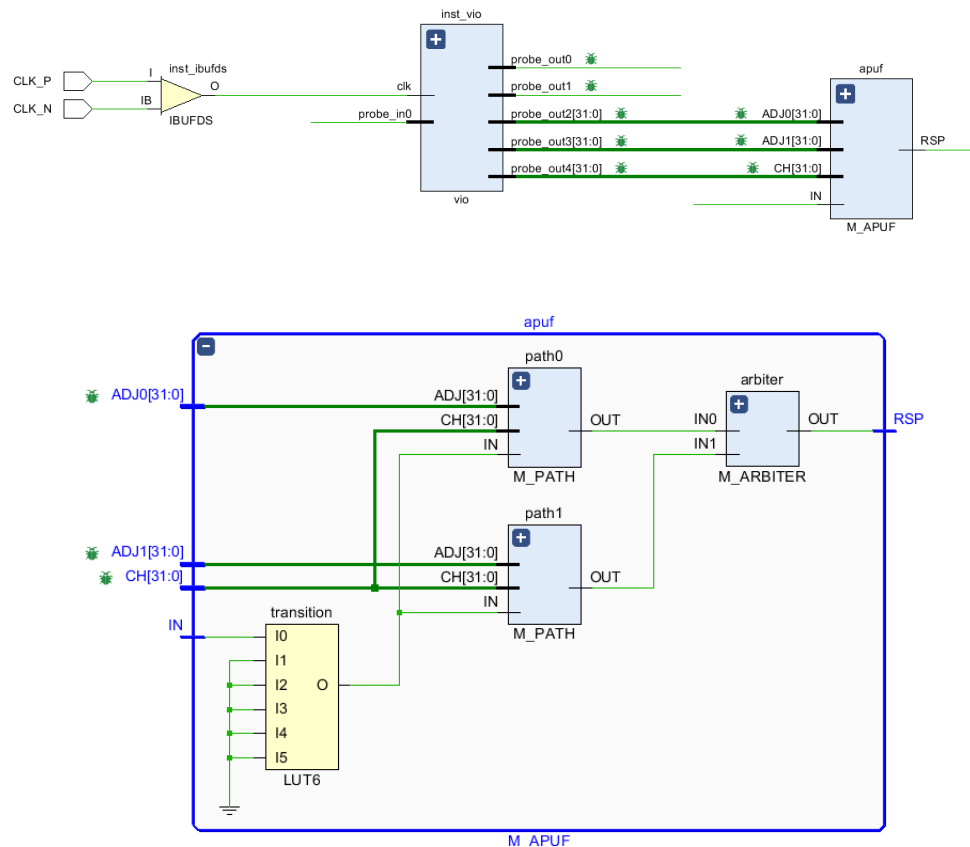 inst_vio
CLK_P
CLK_N
I
IB
inst_ibufds
O
IBUFDS
clk
probe_in0
probe_out0
probe_out1
probe_out2[31:0]
probe_out3[31:0]
probe_out4[31:0]
vio
apuf
ADJ0[31:0]
ADJ1[31:0]
CH[31:0]
IN
RSP
M_APUF
apuf
ADJ0[31:0]
ADJ1[31:0]
CH[31:0]
IN
path0
ADJ[31:0]
CH[31:0]
IN
OUT
M_PATH
path1
ADJ[31:0]
CH[31:0]
IN
OUT
M_PATH
arbiter
IN0
IN1
OUT
M_ARBITER
RSP
transition
I0
I1
I2
I3
I4
I5
O
LUT6
M_APUF